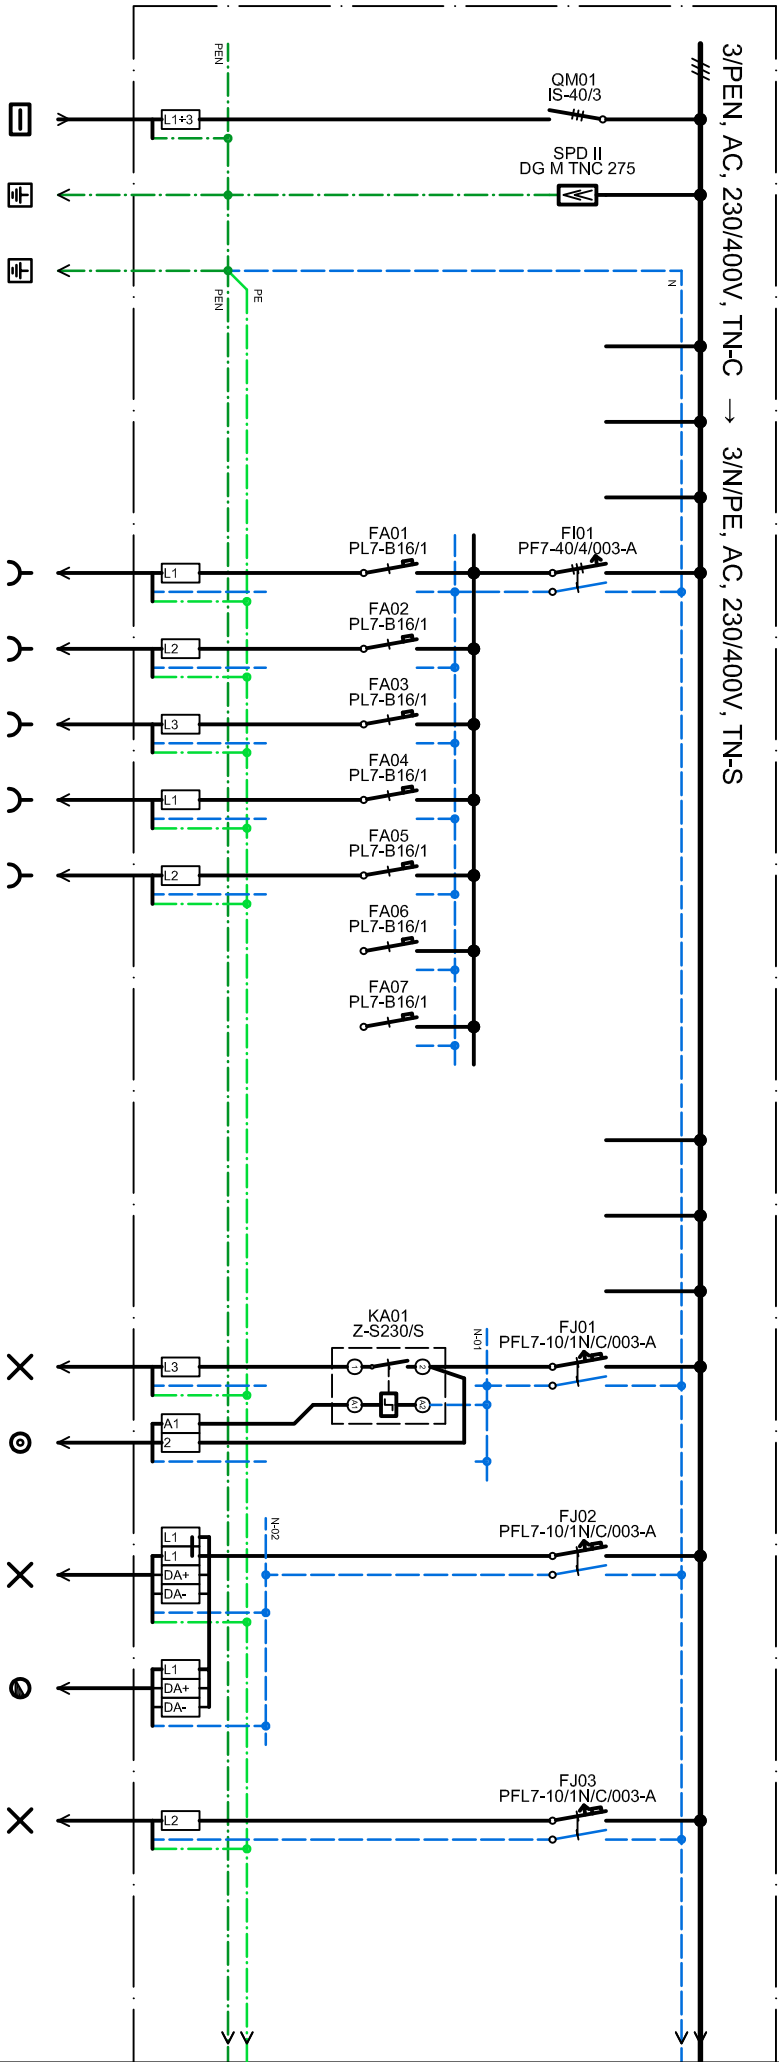 3/PEN, AC, 230/400V, TN-C → 3/N/PE, AC, 230/400V, TN-S
PEN
QM01
IS-40/3
L1÷3
SPD II
DG M TNC 275
PE
PEN
N
FA01
PL7-B16/1
FI01
PF7-40/4/003-A
L1
FA02
PL7-B16/1
L2
FA03
PL7-B16/1
L3
FA04
PL7-B16/1
L1
FA05
PL7-B16/1
L2
FA06
PL7-B16/1
FA07
PL7-B16/1
KA01
Z-S230/S
N-01
FJ01
PFL7-10/1N/C/003-A
L3
1
2
A1
A2
A1
2
N-02
FJ02
PFL7-10/1N/C/003-A
L1
L1
DA+
DA-
L1
DA+
DA-
FJ03
PFL7-10/1N/C/003-A
L2